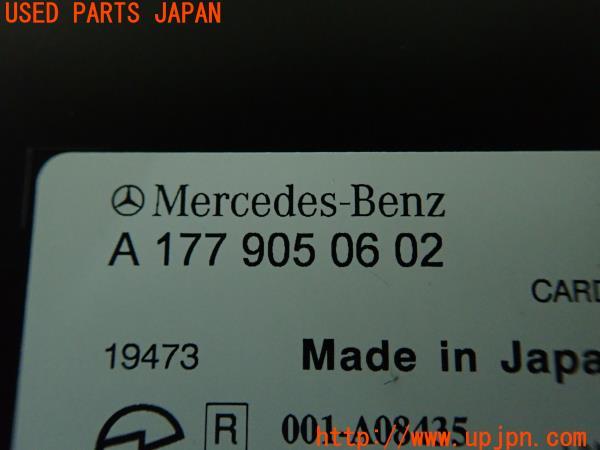 USED PARTS JAPAN
Mercedes-Benz
A 177 905 06 02
CARD
19473 Made in Japa
R 001-A08435
http://www.upjpn.com